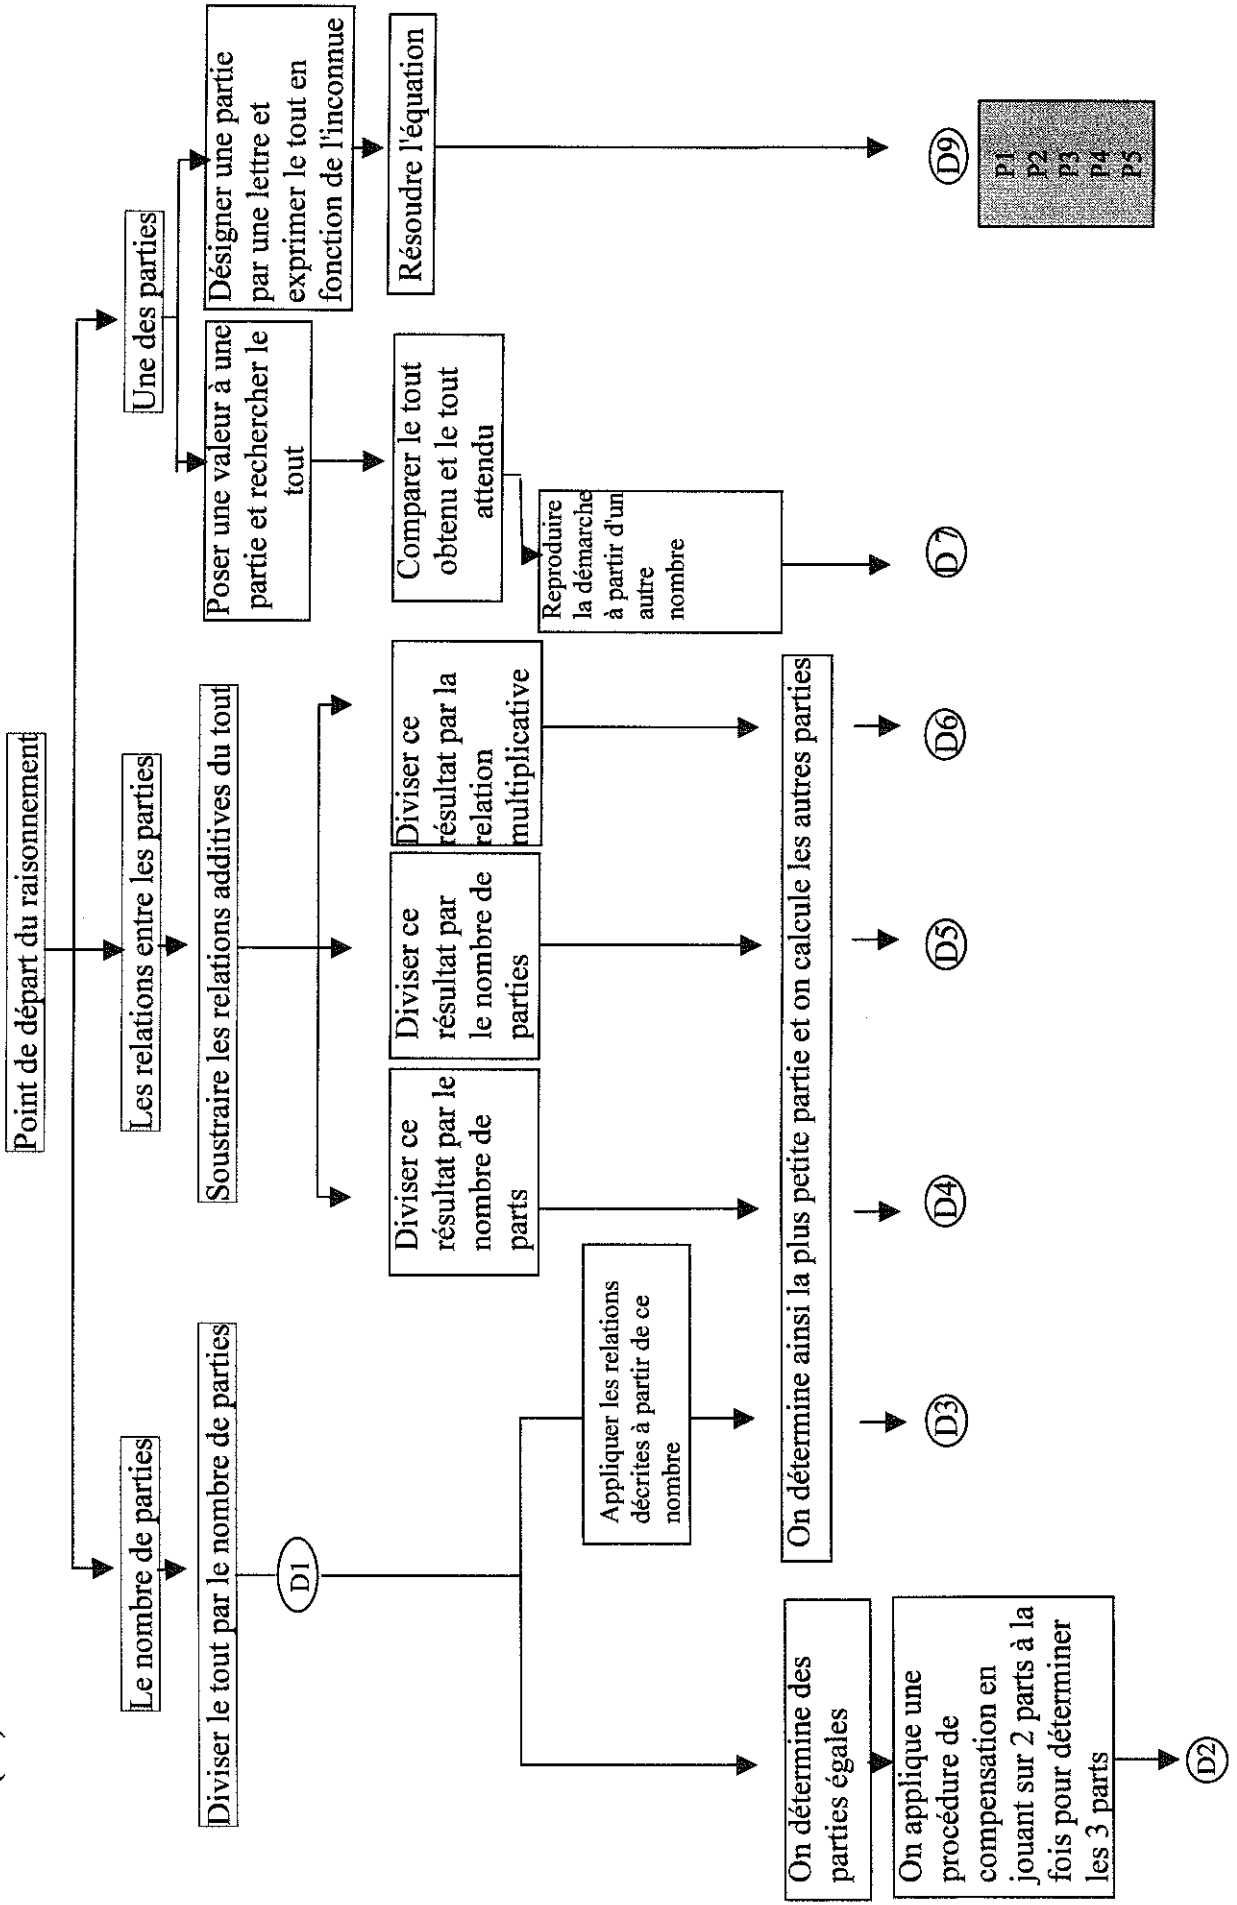 Point de départ du raisonnement
Le nombre de parties
Les relations entre les parties
Une des parties
Diviser le tout par le nombre de parties
Soustraire les relations additives du tout
Poser une valeur à une
partie et rechercher le
tout
Désigner une partie
par une lettre et
exprimer le tout en
fonction de l'inconnue
D1
Diviser ce
résultat par le
nombre de
parts
Diviser ce
résultat par
le nombre de
parties
Diviser ce
résultat par la
relation
multiplicative
Comparer le tout
obtenu et le tout
attendu
Résoudre l'équation
Appliquer les relations
décrites à partir de ce
nombre
Reproduire
la démarche
à partir d'un
autre
nombre
On détermine des
parties égales
On détermine ainsi la plus petite partie et on calcule les autres parties
On applique une
procédure de
compensation en
jouant sur 2 parts à la
fois pour déterminer
les 3 parts
D3
D4
D5
D6
D 7
D9
P1
P2
P3
P4
P5
D2